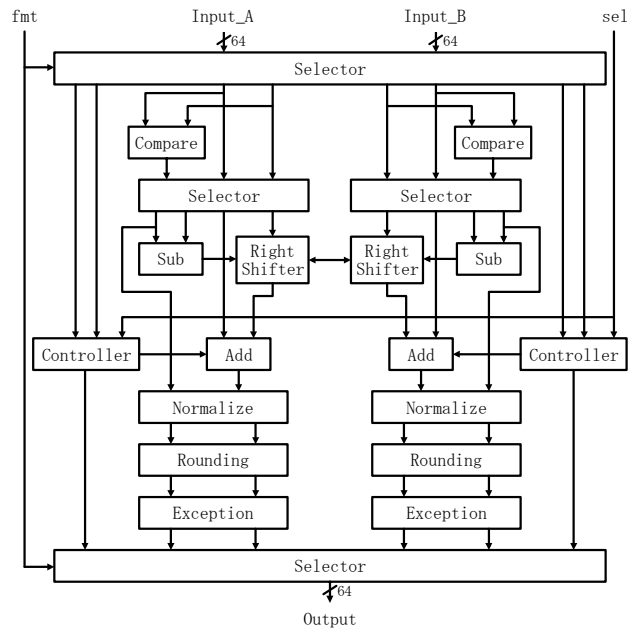 fmt Input_A Input_B sel
64 64
Selector
Compare Compare
Selector Selector
Sub Right Shifter Right Shifter Sub
Controller Add Add Controller
Normalize Normalize
Rounding Rounding
Exception Exception
Selector
64
Output